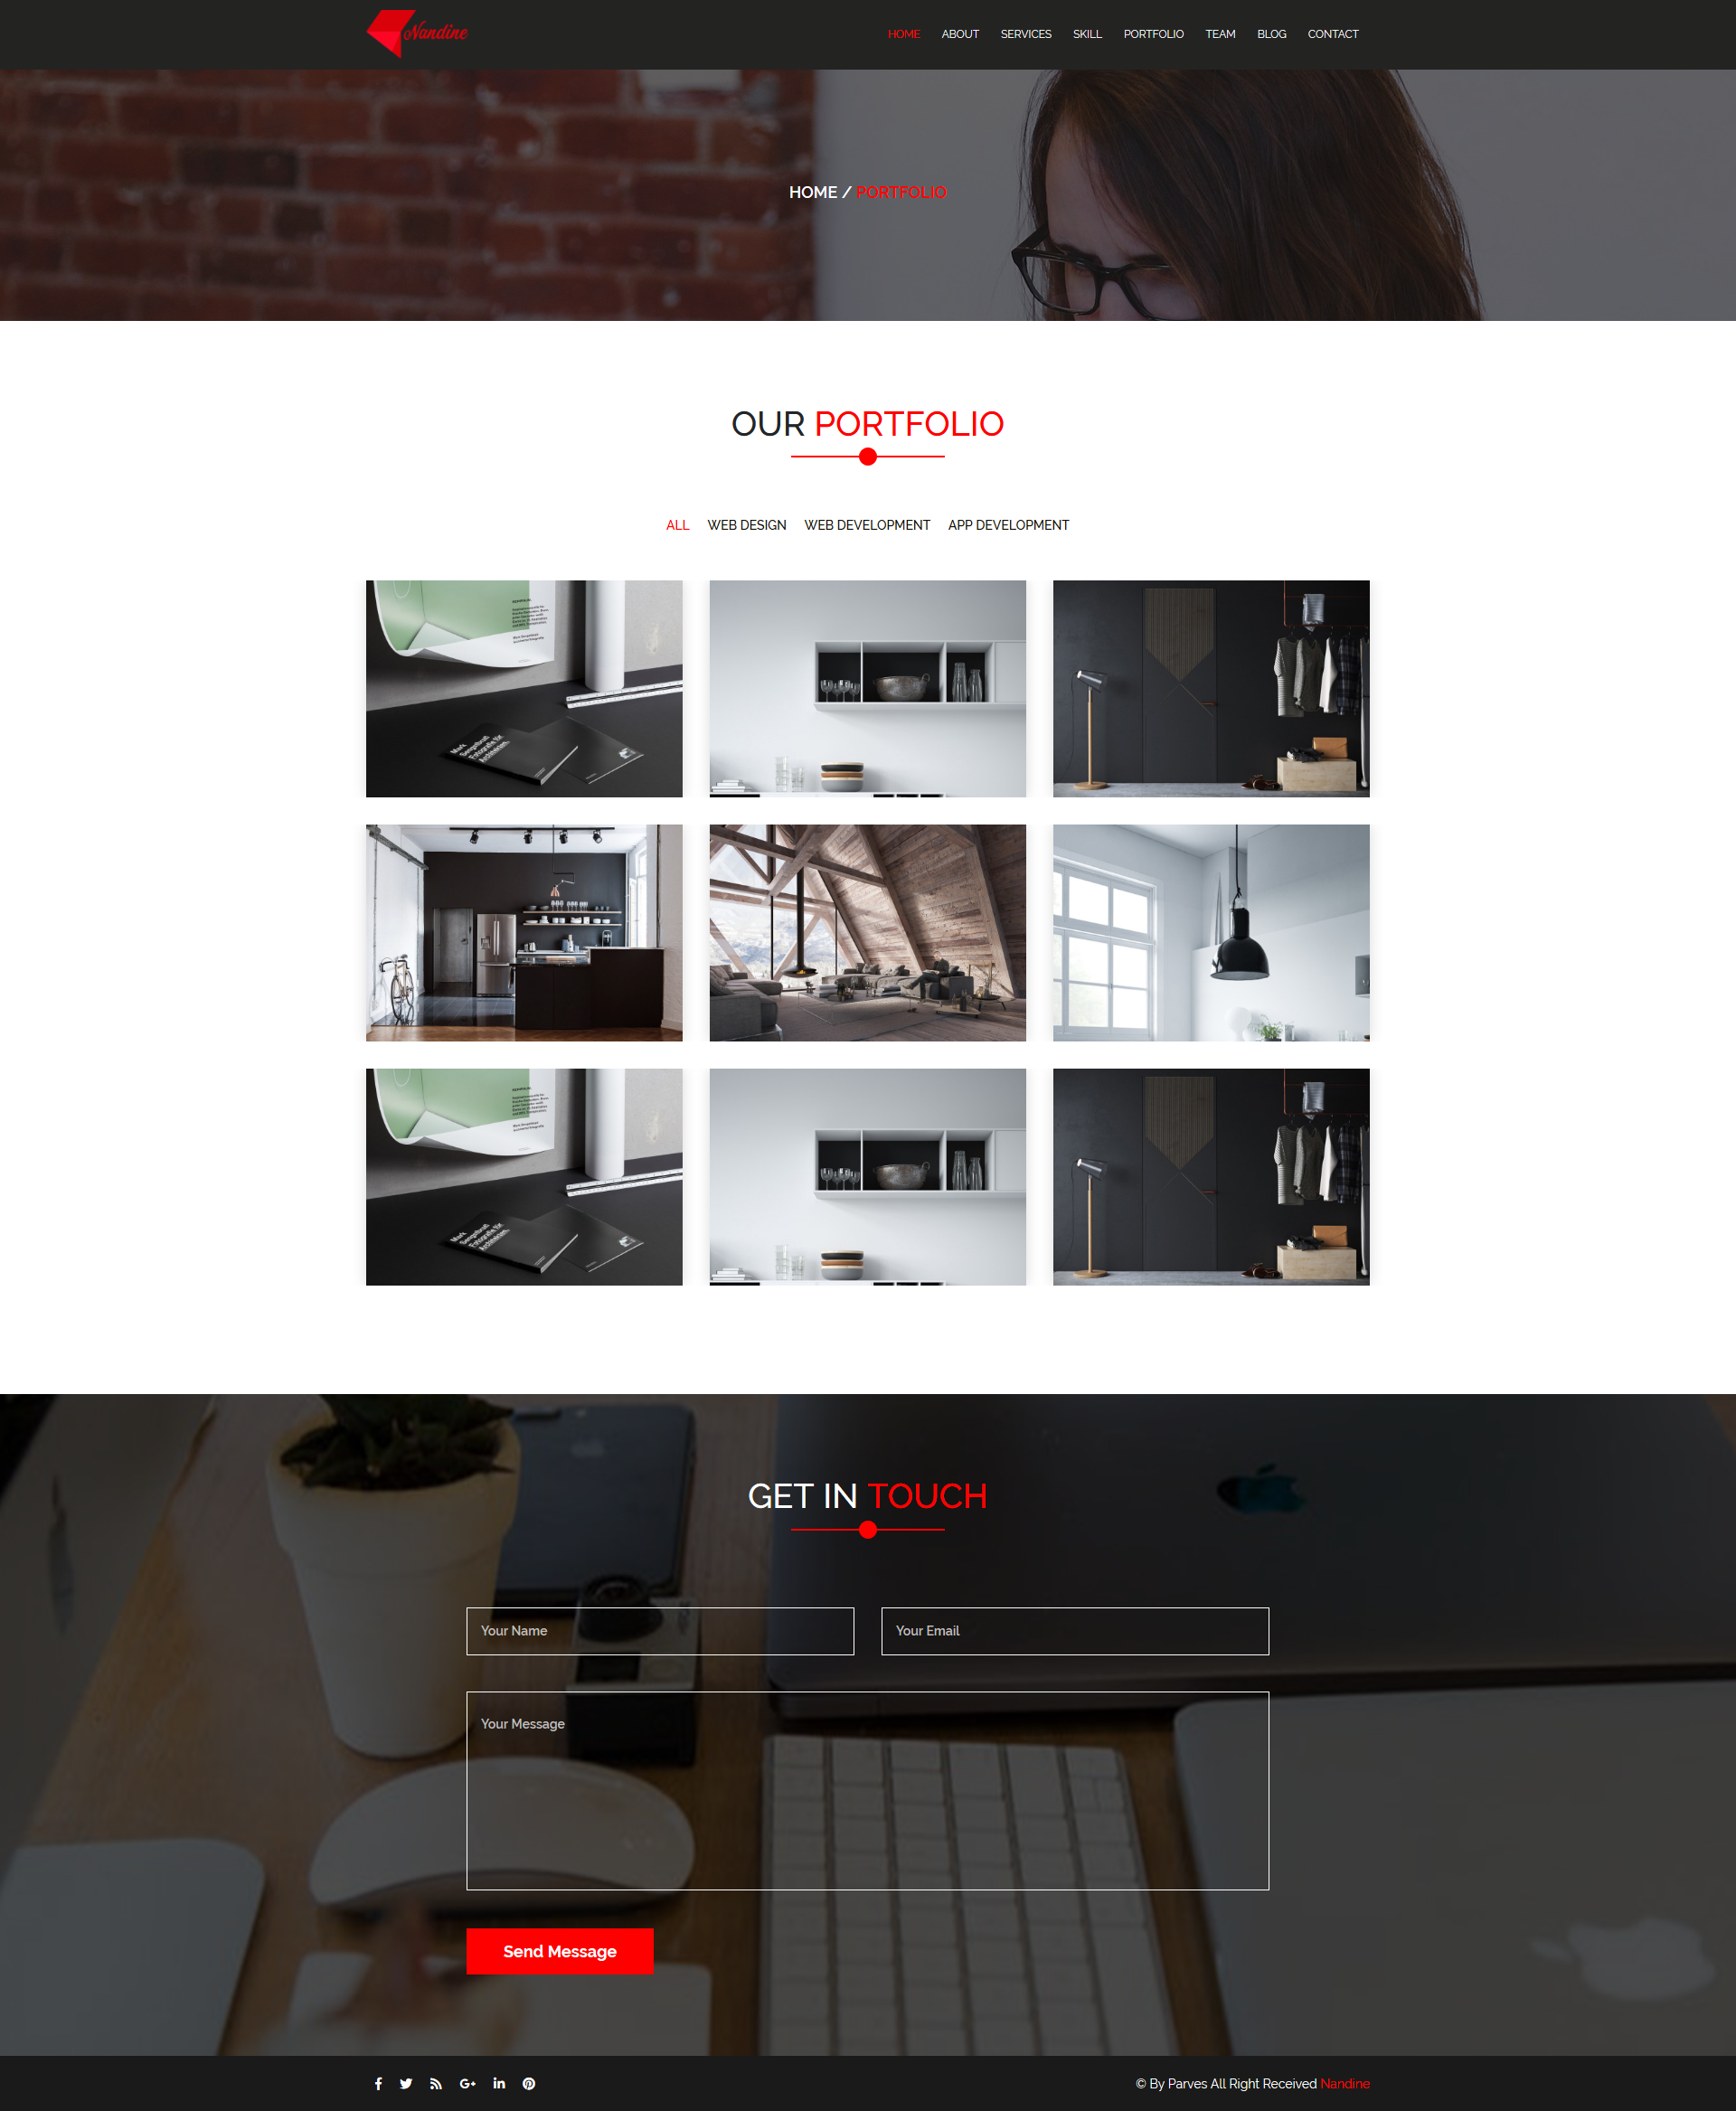 Nandine
HOME ABOUT SERVICES SKILL PORTFOLIO TEAM BLOG CONTACT
HOME / PORTFOLIO
OUR PORTFOLIO
ALL WEB DESIGN WEB DEVELOPMENT APP DEVELOPMENT
GET IN TOUCH
Your Name
Your Email
Your Message
Send Message
© By Parves All Right Received Nandine